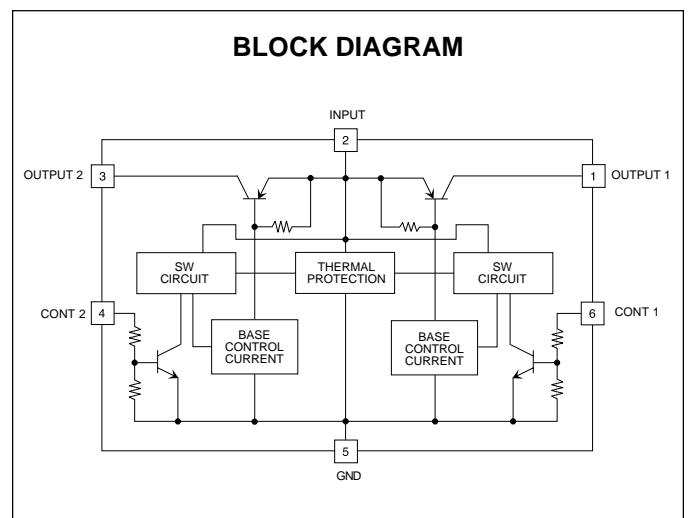 BLOCK DIAGRAM
INPUT
2
OUTPUT 2
3
1
OUTPUT 1
SW
CIRCUIT
THERMAL
PROTECTION
SW
CIRCUIT
CONT 2
4
6
CONT 1
BASE
CONTROL
CURRENT
BASE
CONTROL
CURRENT
5
GND